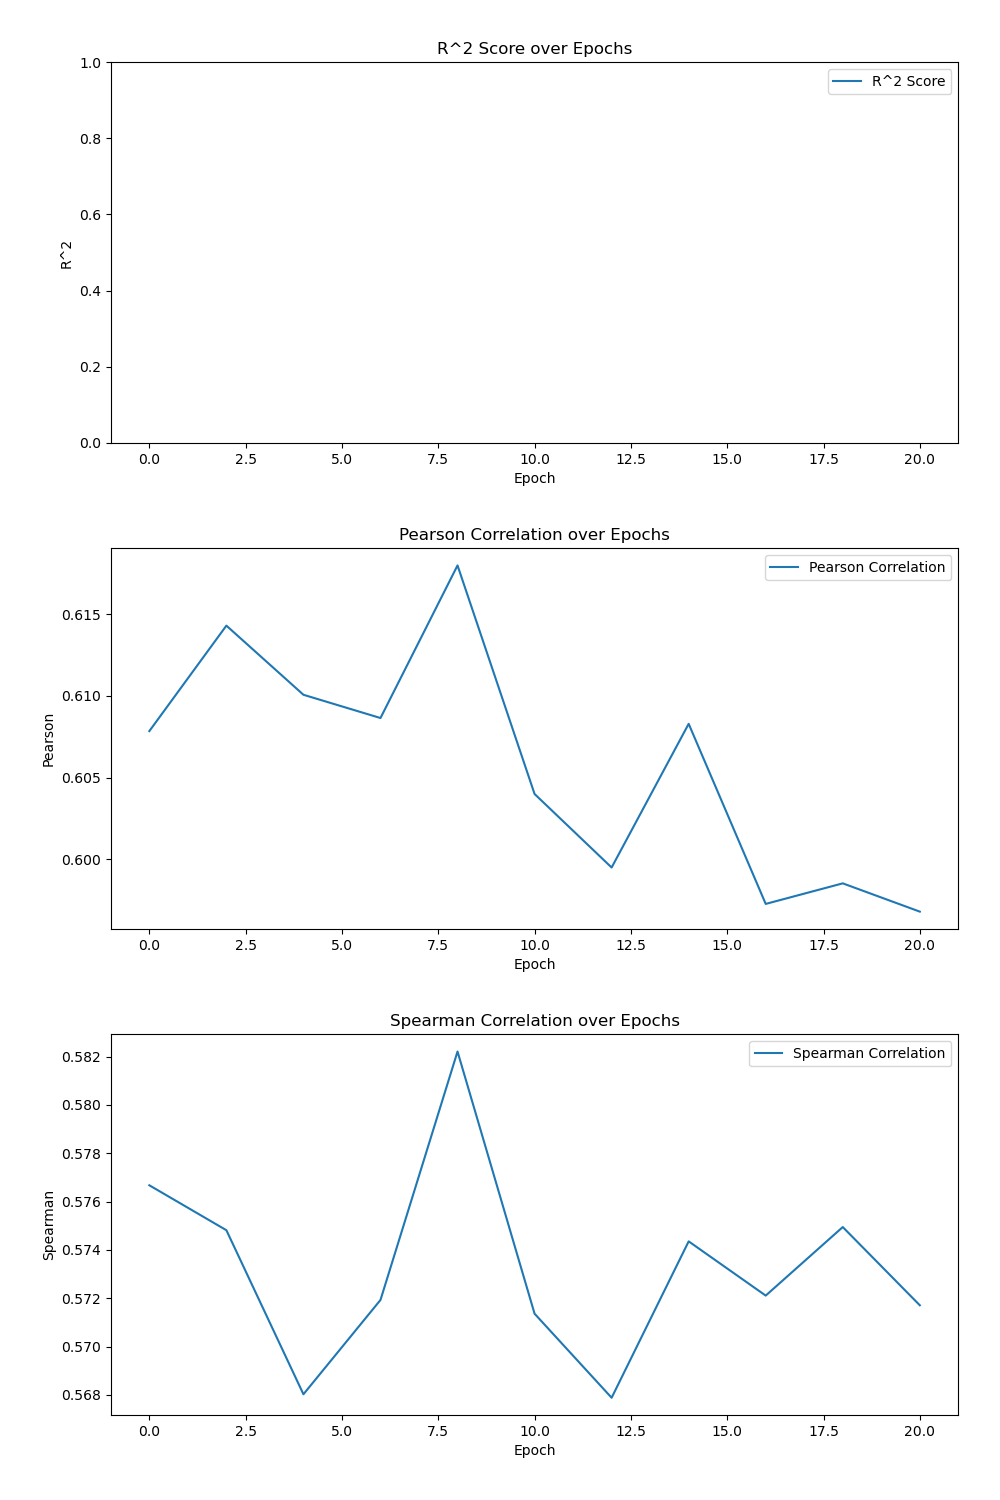 R^2 Score over Epochs
1.0
R^2 Score
0.8
0.6
R^2
0.4
0.2
0.0
0.0 2.5 5.0 7.5 10.0 12.5 15.0 17.5 20.0
Epoch
Pearson Correlation over Epochs
Pearson Correlation
0.615
0.610
Pearson
0.605
0.600
0.0 2.5 5.0 7.5 10.0 12.5 15.0 17.5 20.0
Epoch
Spearman Correlation over Epochs
Spearman Correlation
0.582
0.580
0.578
0.576
Spearman
0.574
0.572
0.570
0.568
0.0 2.5 5.0 7.5 10.0 12.5 15.0 17.5 20.0
Epoch